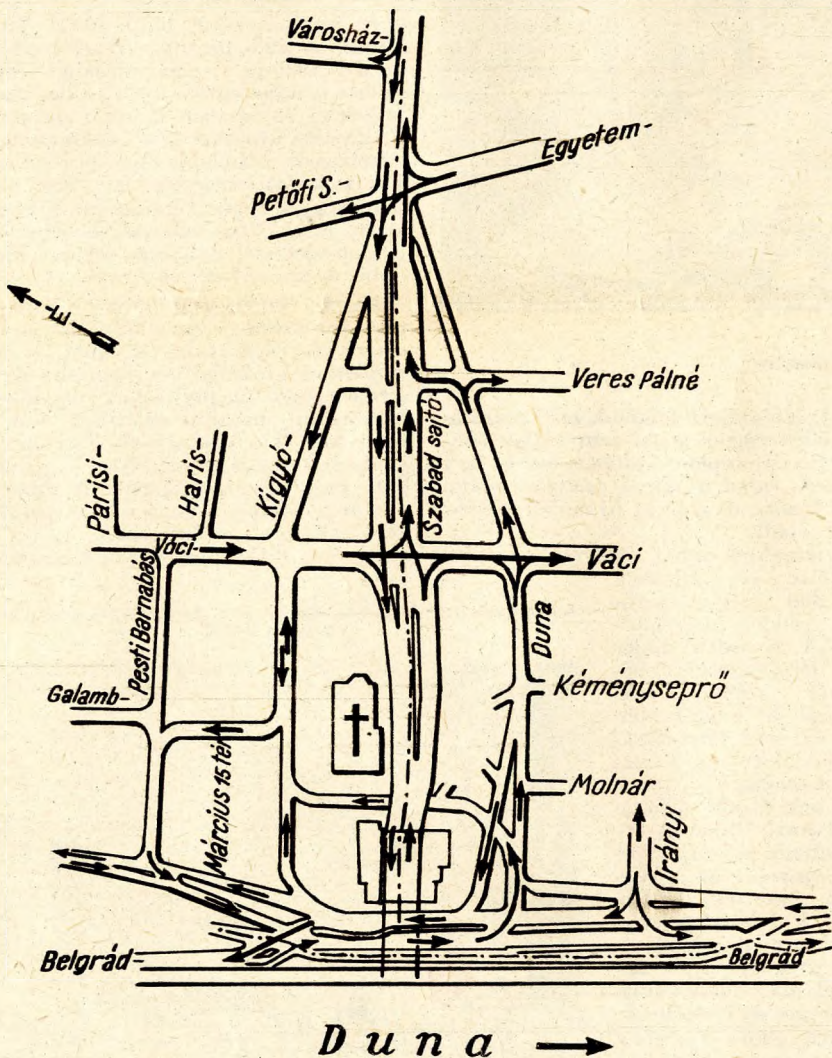 Városház-
Egyetem-
Petőfi S.-
É
D
Veres Pálné
Szabad sajtó-
Kigyó-
Haris-
Párisi-
Váci-
Váci
Pesti Barnabás
Duna
Kéményseprő
Galamb-
Március 15 tér
Molnár
Irányi
Belgrád-
Belgrád
Duna